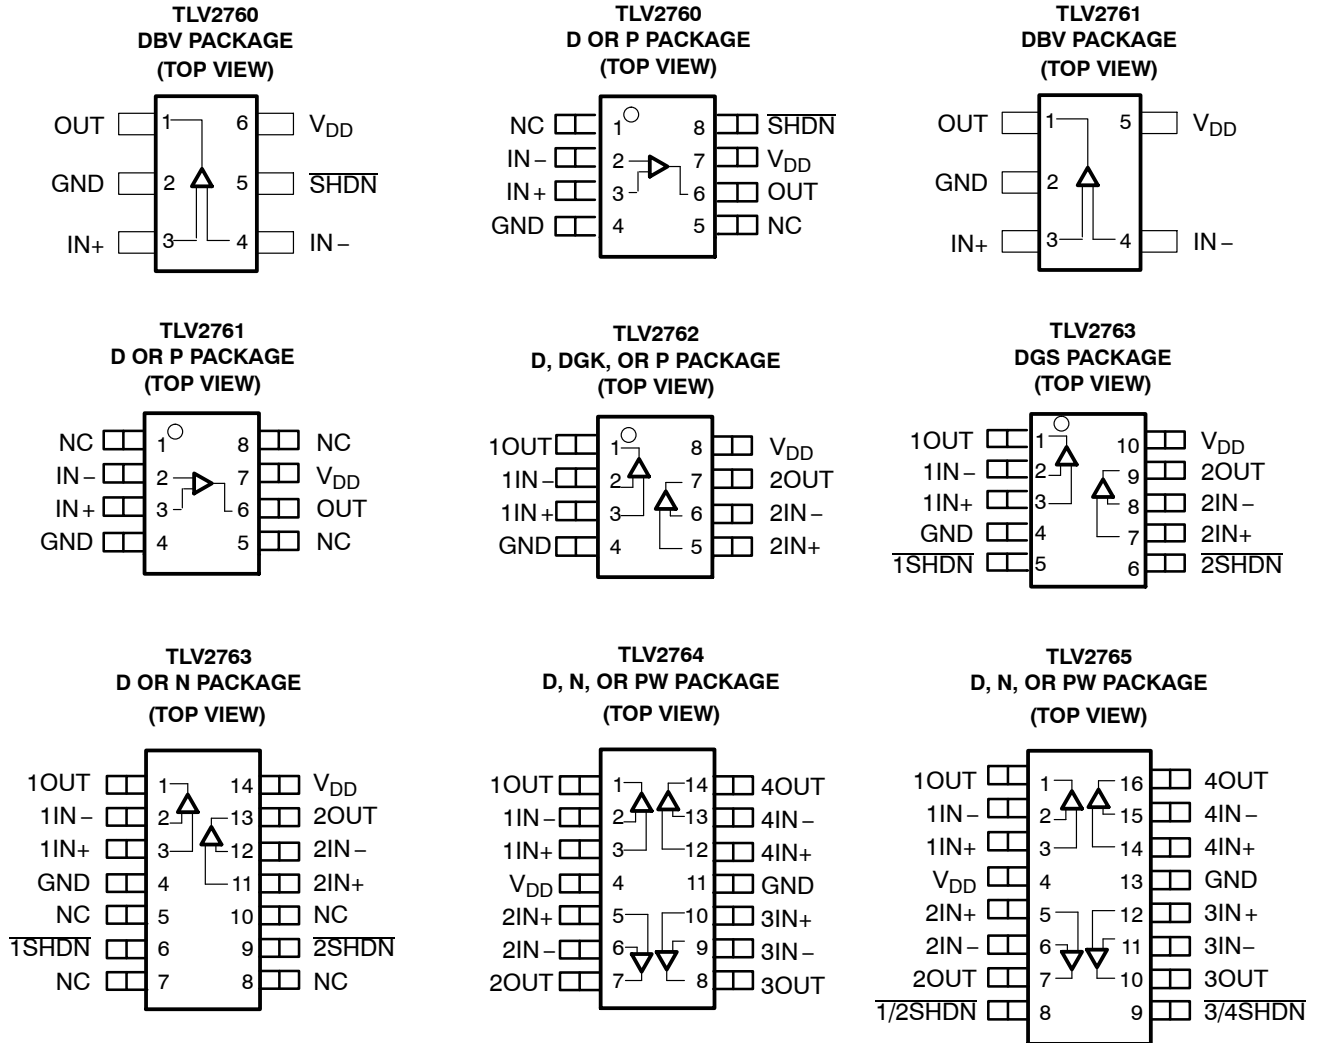 TLV2760
DBV PACKAGE
(TOP VIEW)
OUT 1 6 VDD
GND 2 5 SHDN
IN+ 3 4 IN−
TLV2760
D OR P PACKAGE
(TOP VIEW)
NC 1 8 SHDN
IN− 2 7 VDD
IN+ 3 6 OUT
GND 4 5 NC
TLV2761
DBV PACKAGE
(TOP VIEW)
OUT 1 5 VDD
GND 2
IN+ 3 4 IN−
TLV2761
D OR P PACKAGE
(TOP VIEW)
NC 1 8 NC
IN− 2 7 VDD
IN+ 3 6 OUT
GND 4 5 NC
TLV2762
D, DGK, OR P PACKAGE
(TOP VIEW)
1OUT 1 8 VDD
1IN− 2 7 2OUT
1IN+ 3 6 2IN−
GND 4 5 2IN+
TLV2763
DGS PACKAGE
(TOP VIEW)
1OUT 1 10 VDD
1IN− 2 9 2OUT
1IN+ 3 8 2IN−
GND 4 7 2IN+
1SHDN 5 6 2SHDN
TLV2763
D OR N PACKAGE
(TOP VIEW)
1OUT 1 14 VDD
1IN− 2 13 2OUT
1IN+ 3 12 2IN−
GND 4 11 2IN+
NC 5 10 NC
1SHDN 6 9 2SHDN
NC 7 8 NC
TLV2764
D, N, OR PW PACKAGE
(TOP VIEW)
1OUT 1 14 4OUT
1IN− 2 13 4IN−
1IN+ 3 12 4IN+
VDD 4 11 GND
2IN+ 5 10 3IN+
2IN− 6 9 3IN−
2OUT 7 8 3OUT
TLV2765
D, N, OR PW PACKAGE
(TOP VIEW)
1OUT 1 16 4OUT
1IN− 2 15 4IN−
1IN+ 3 14 4IN+
VDD 4 13 GND
2IN+ 5 12 3IN+
2IN− 6 11 3IN−
2OUT 7 10 3OUT
1/2SHDN 8 9 3/4SHDN